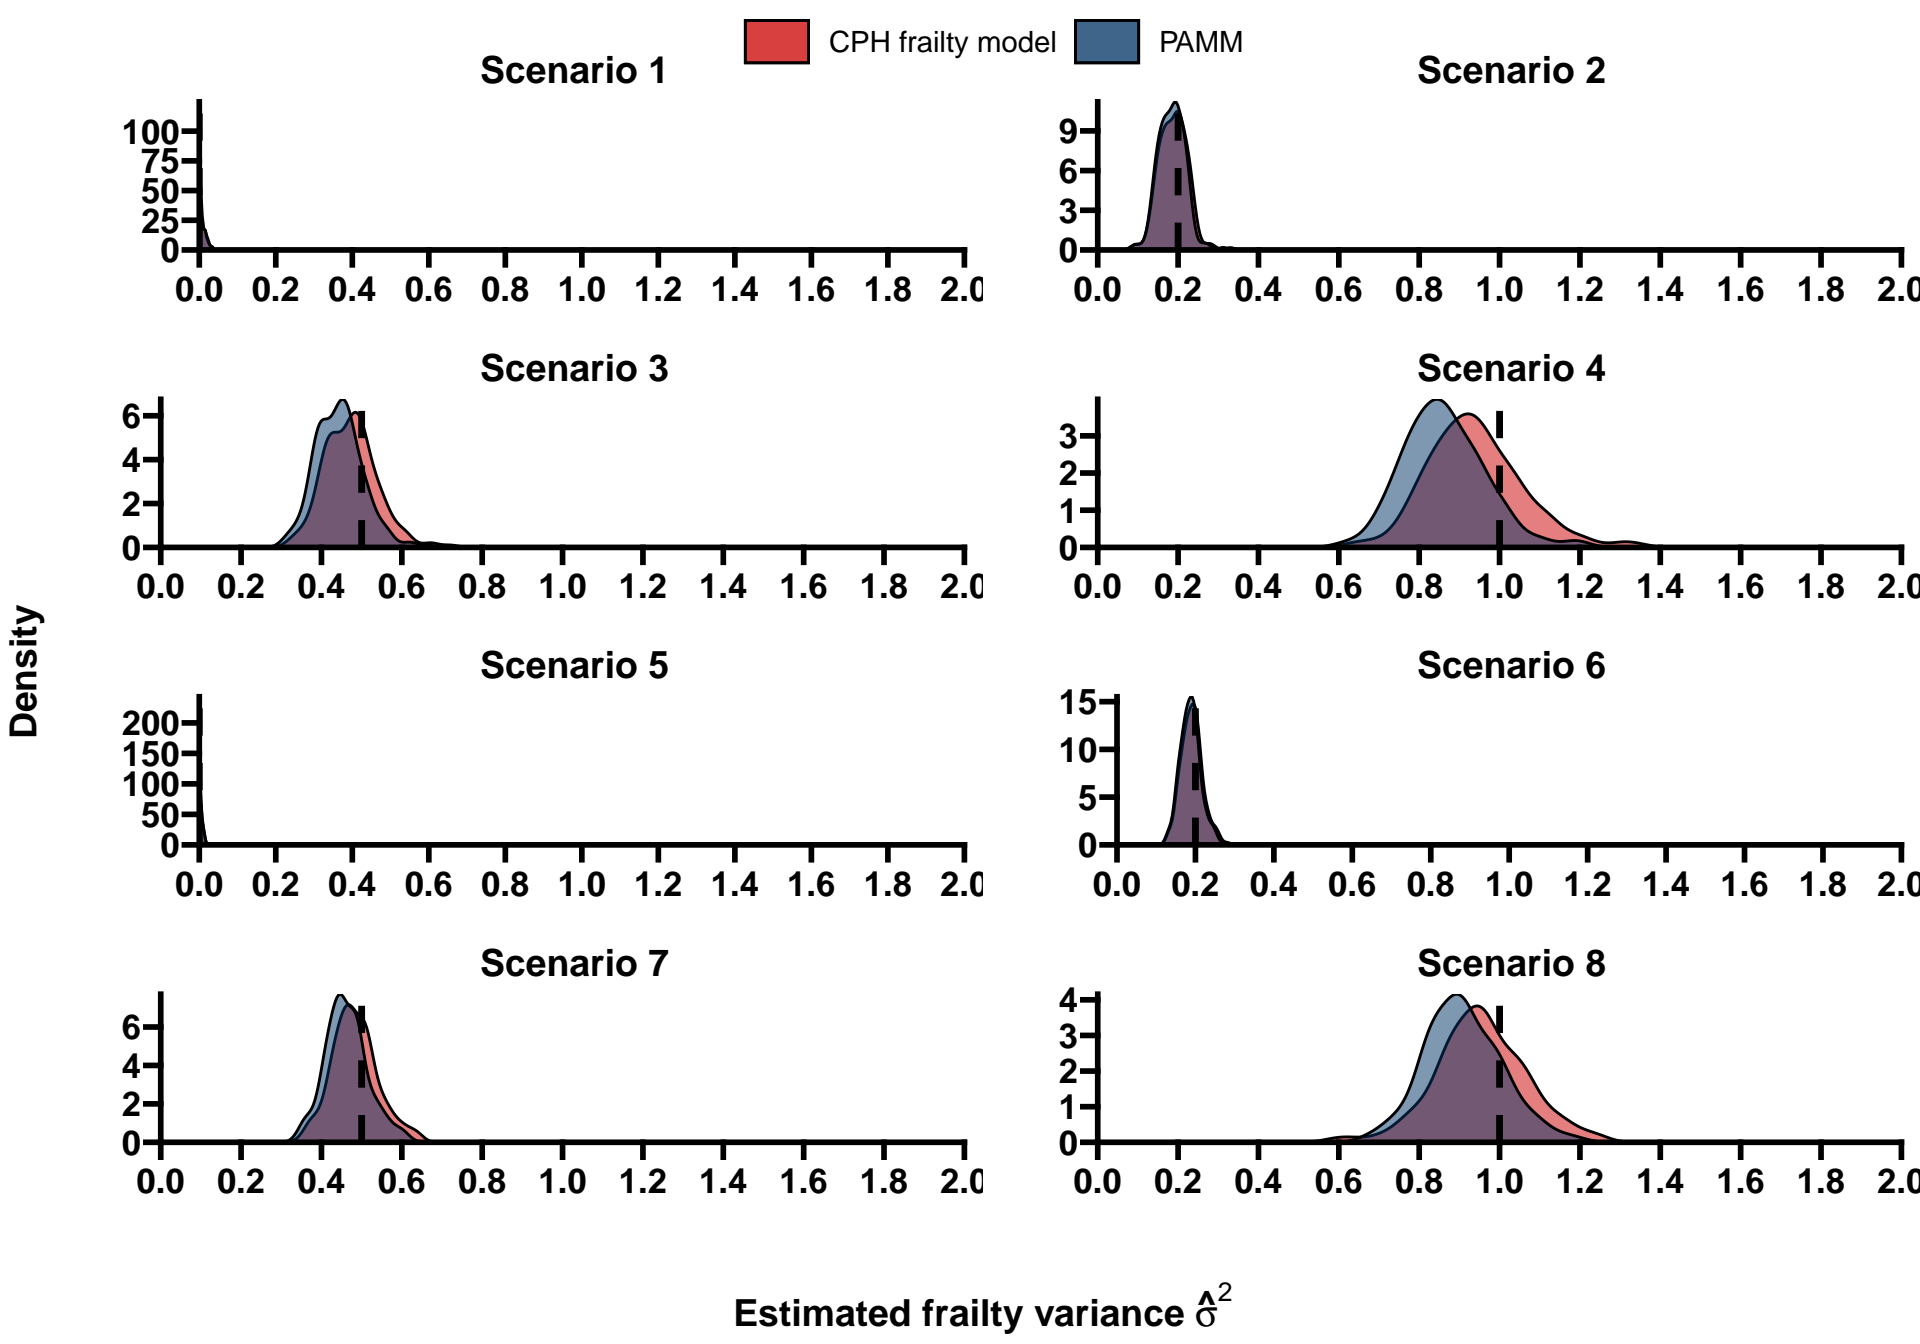 CPH frailty model PAMM
Scenario 1
100
75
50
25
0
0.0 0.2 0.4 0.6 0.8 1.0 1.2 1.4 1.6 1.8 2.0
Scenario 2
9
6
3
0
0.0 0.2 0.4 0.6 0.8 1.0 1.2 1.4 1.6 1.8 2.0
Scenario 3
6
4
2
0
0.0 0.2 0.4 0.6 0.8 1.0 1.2 1.4 1.6 1.8 2.0
Scenario 4
3
2
1
0
0.0 0.2 0.4 0.6 0.8 1.0 1.2 1.4 1.6 1.8 2.0
Density
Scenario 5
200
150
100
50
0
0.0 0.2 0.4 0.6 0.8 1.0 1.2 1.4 1.6 1.8 2.0
Scenario 6
15
10
5
0
0.0 0.2 0.4 0.6 0.8 1.0 1.2 1.4 1.6 1.8 2.0
Scenario 7
6
4
2
0
0.0 0.2 0.4 0.6 0.8 1.0 1.2 1.4 1.6 1.8 2.0
Scenario 8
4
3
2
1
0
0.0 0.2 0.4 0.6 0.8 1.0 1.2 1.4 1.6 1.8 2.0
Estimated frailty variance σ̂²